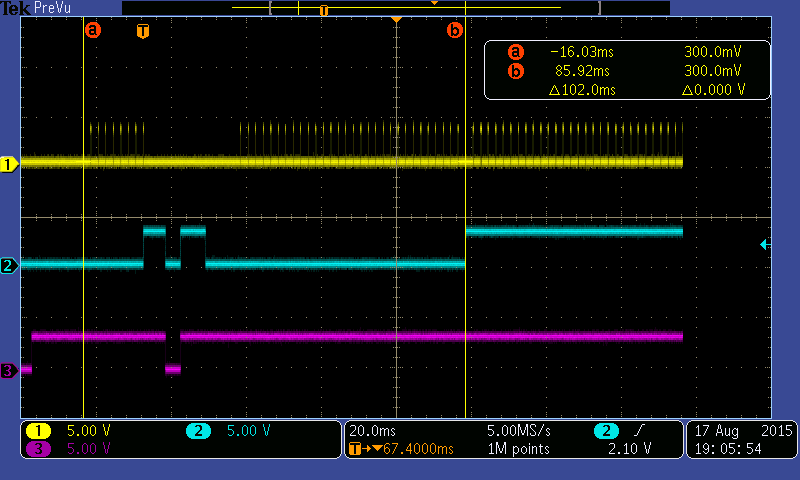 Tek PreVu
T
a T b
a −16.03ms 300.0mV
b 85.92ms 300.0mV
△102.0ms △0.000 V
1
2
3
1 5.00 V 2 5.00 V
3 5.00 V
20.0ms 5.00MS/s 2
T→▼67.4000ms 1M points 2.10 V
17 Aug 2015
19:05:54